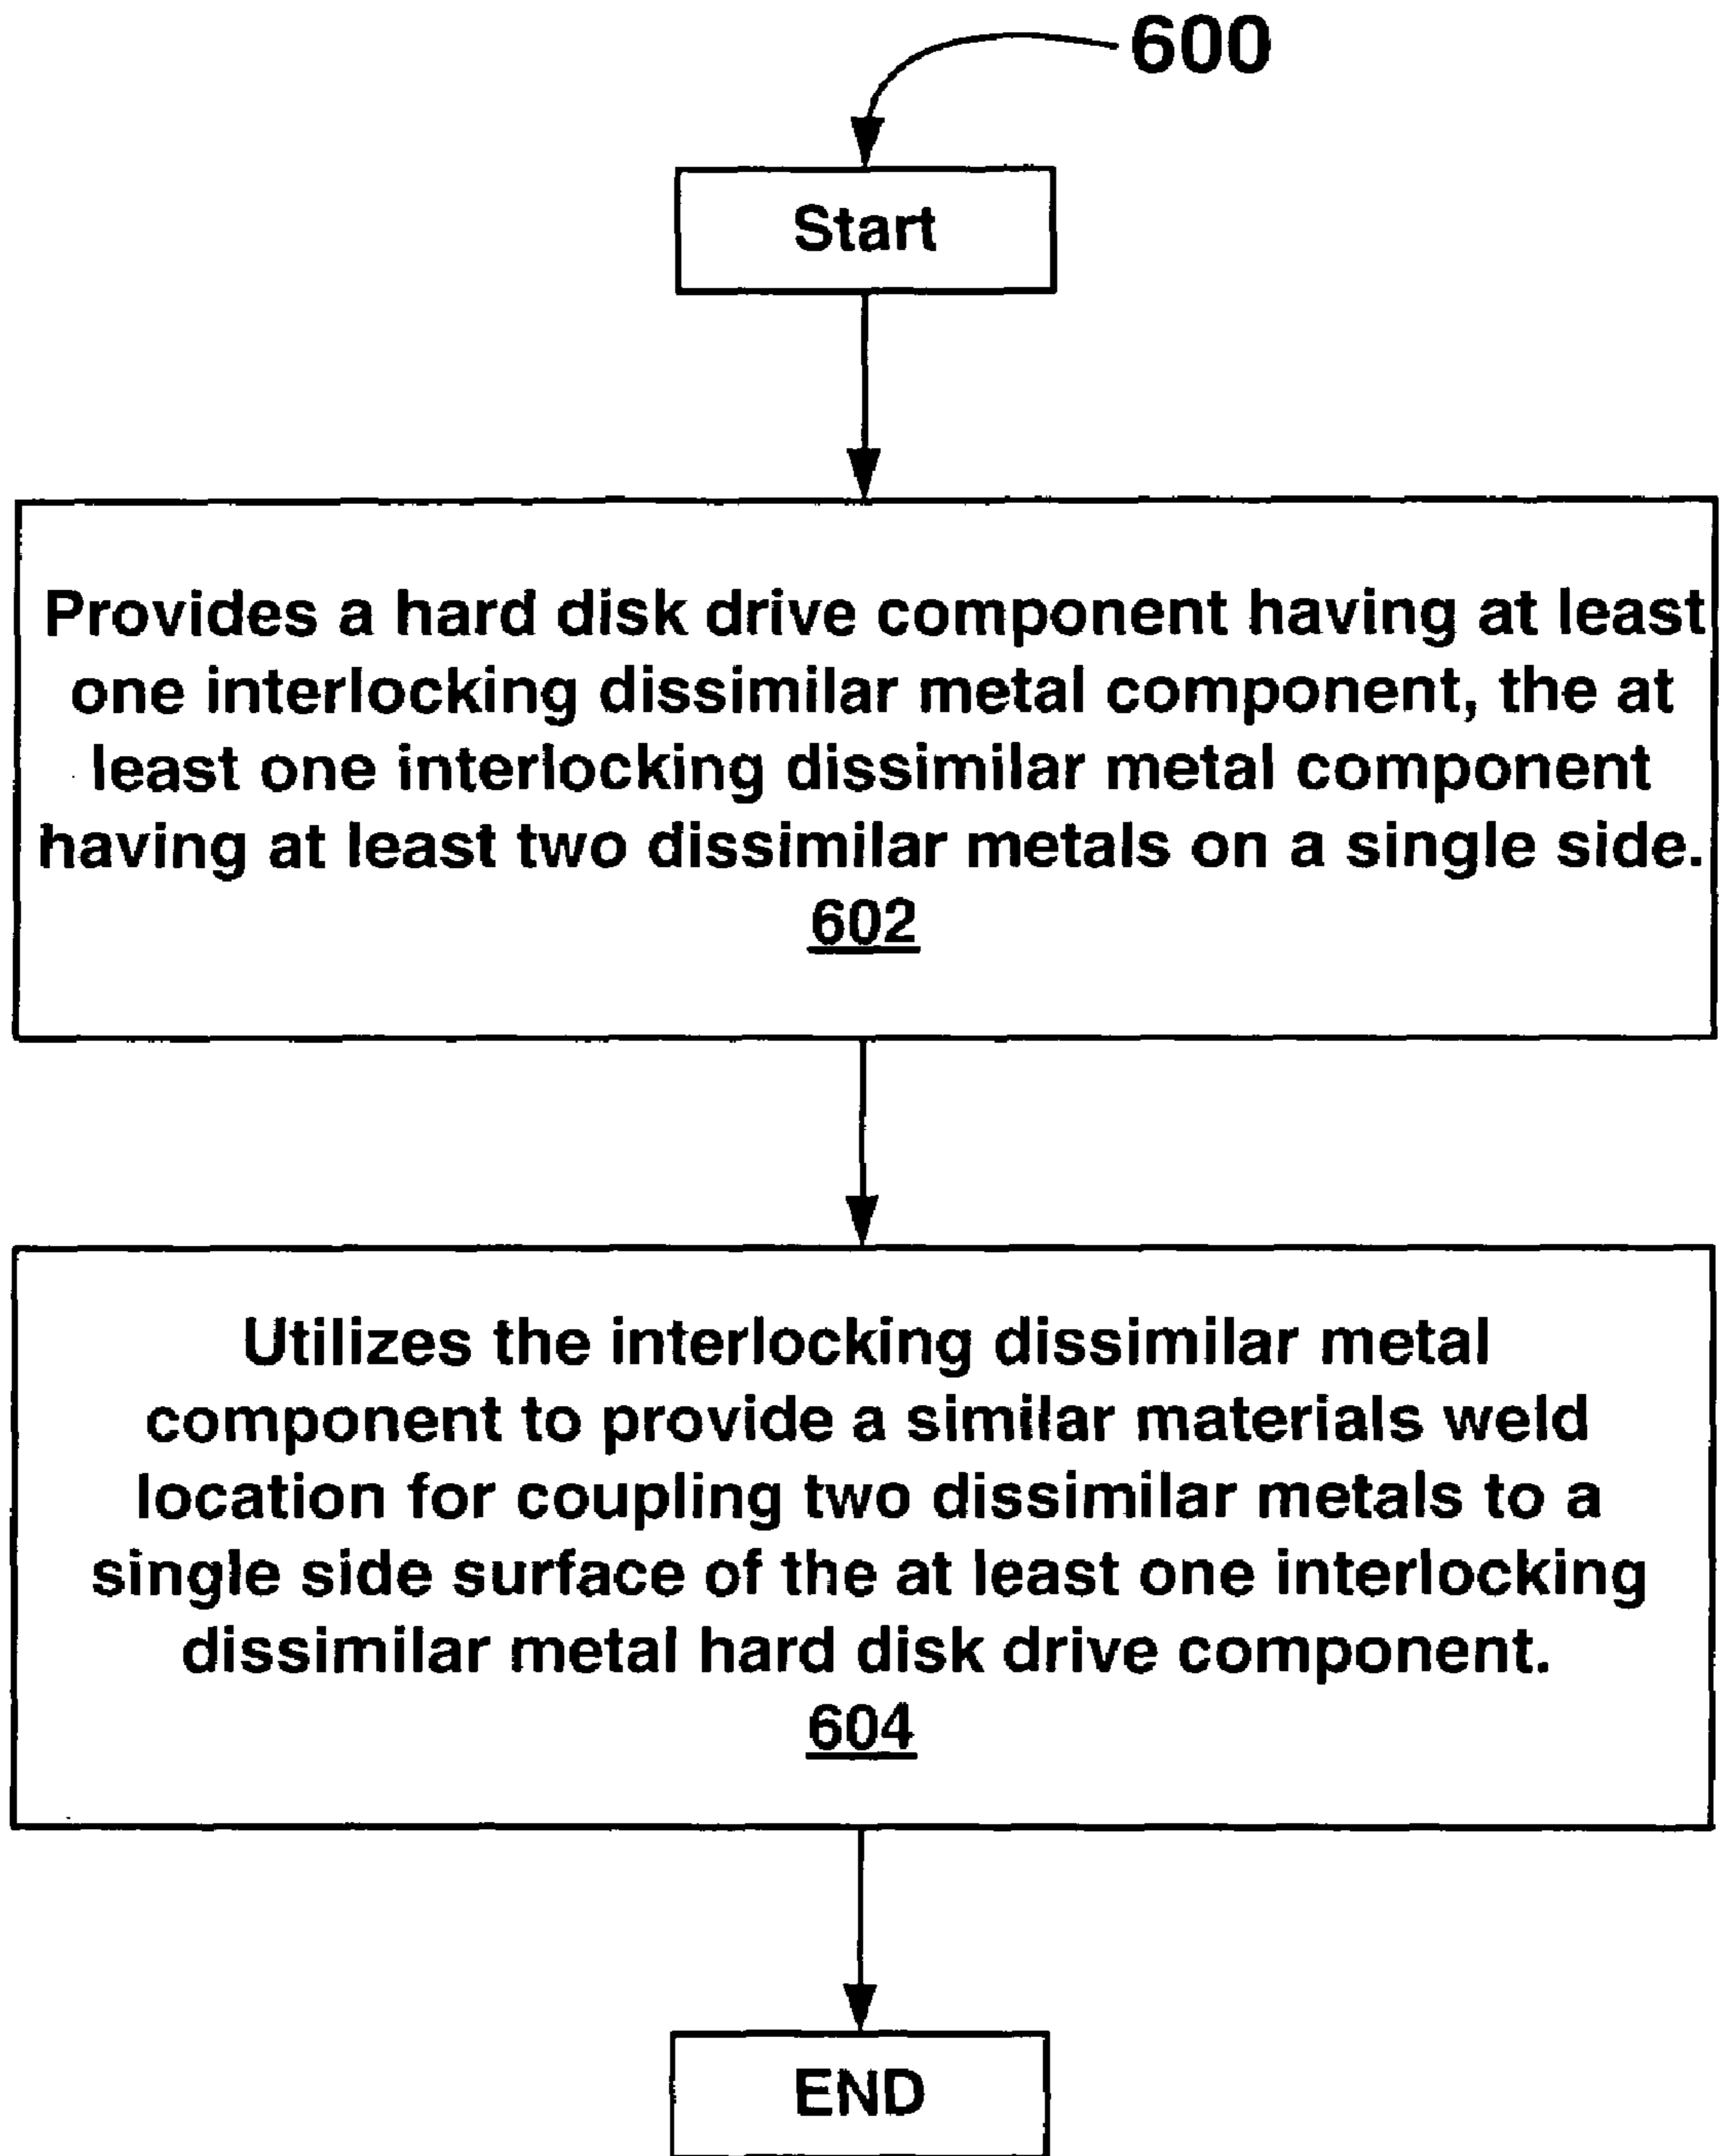 600
Start
Provides a hard disk drive component having at least
one interlocking dissimilar metal component, the at
least one interlocking dissimilar metal component
having at least two dissimilar metals on a single side.
602
Utilizes the interlocking dissimilar metal
component to provide a similar materials weld
location for coupling two dissimilar metals to a
single side surface of the at least one interlocking
dissimilar metal hard disk drive component.
604
END